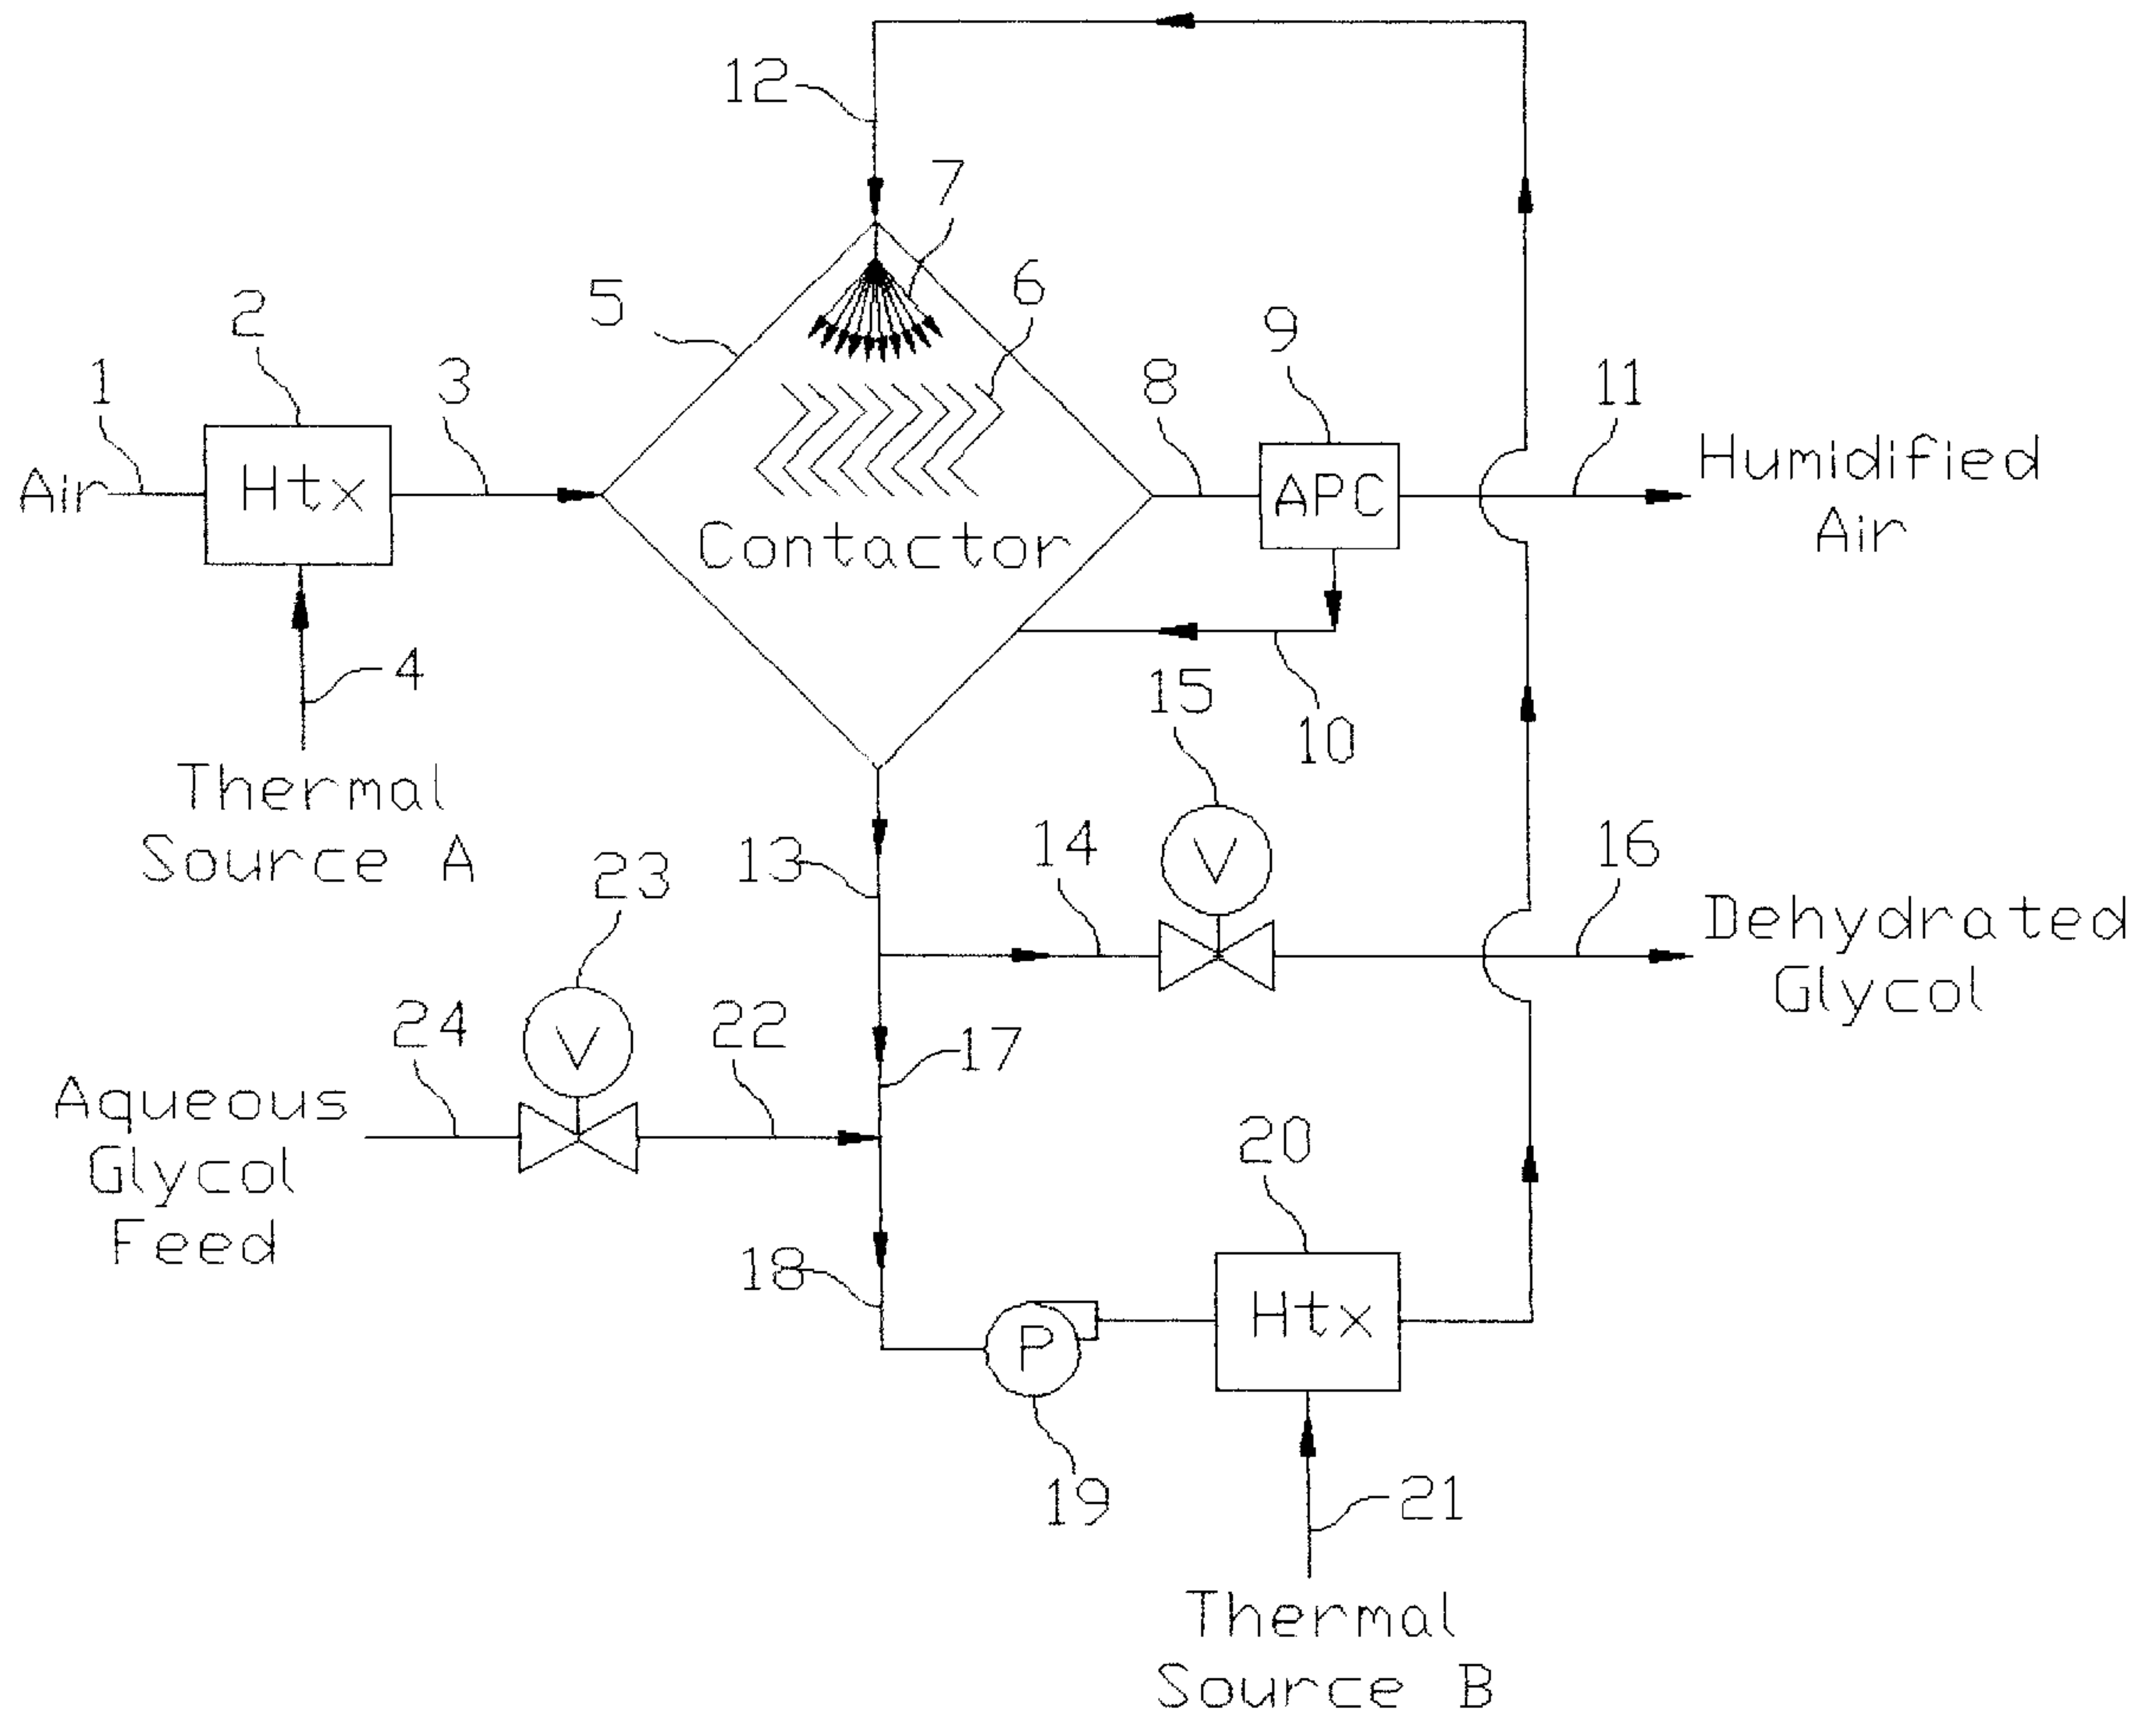 12
7
5
6
2
9
1
3
8
11
Air
Htx
APC
Humidified
Air
Contactor
4
15
10
Thermal
Source A
13
14
V
16
23
Dehydrated
Glycol
24
V
22
17
Aqueous
Glycol
Feed
20
18
P
Htx
19
21
Thermal
Source B